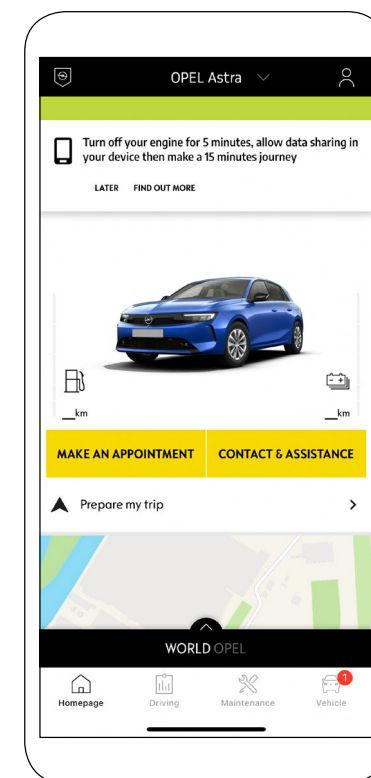 OPEL Astra
Turn off your engine for 5 minutes, allow data sharing in
your device then make a 15 minutes journey
LATER FIND OUT MORE
__km
__km
MAKE AN APPOINTMENT
CONTACT & ASSISTANCE
Prepare my trip
WORLD OPEL
1
Homepage
Driving
Maintenance
Vehicle